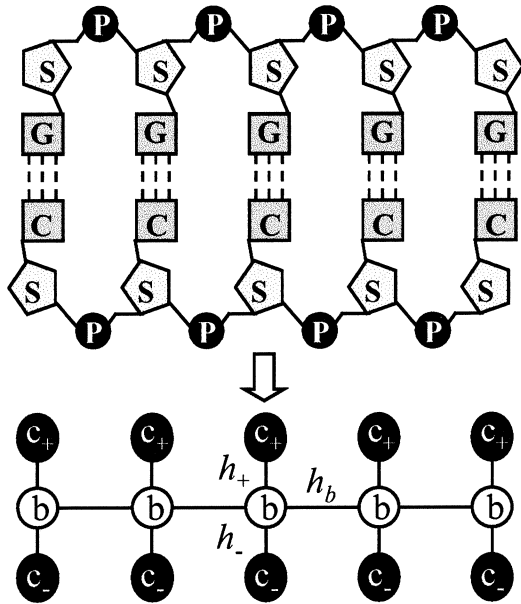 P P P P
S S S S S
G G G G G
C C C C C
S S S S S
P P P P
c+ c+ c+ c+ c+
h+ hb
b b b b b
h-
c- c- c- c- c-